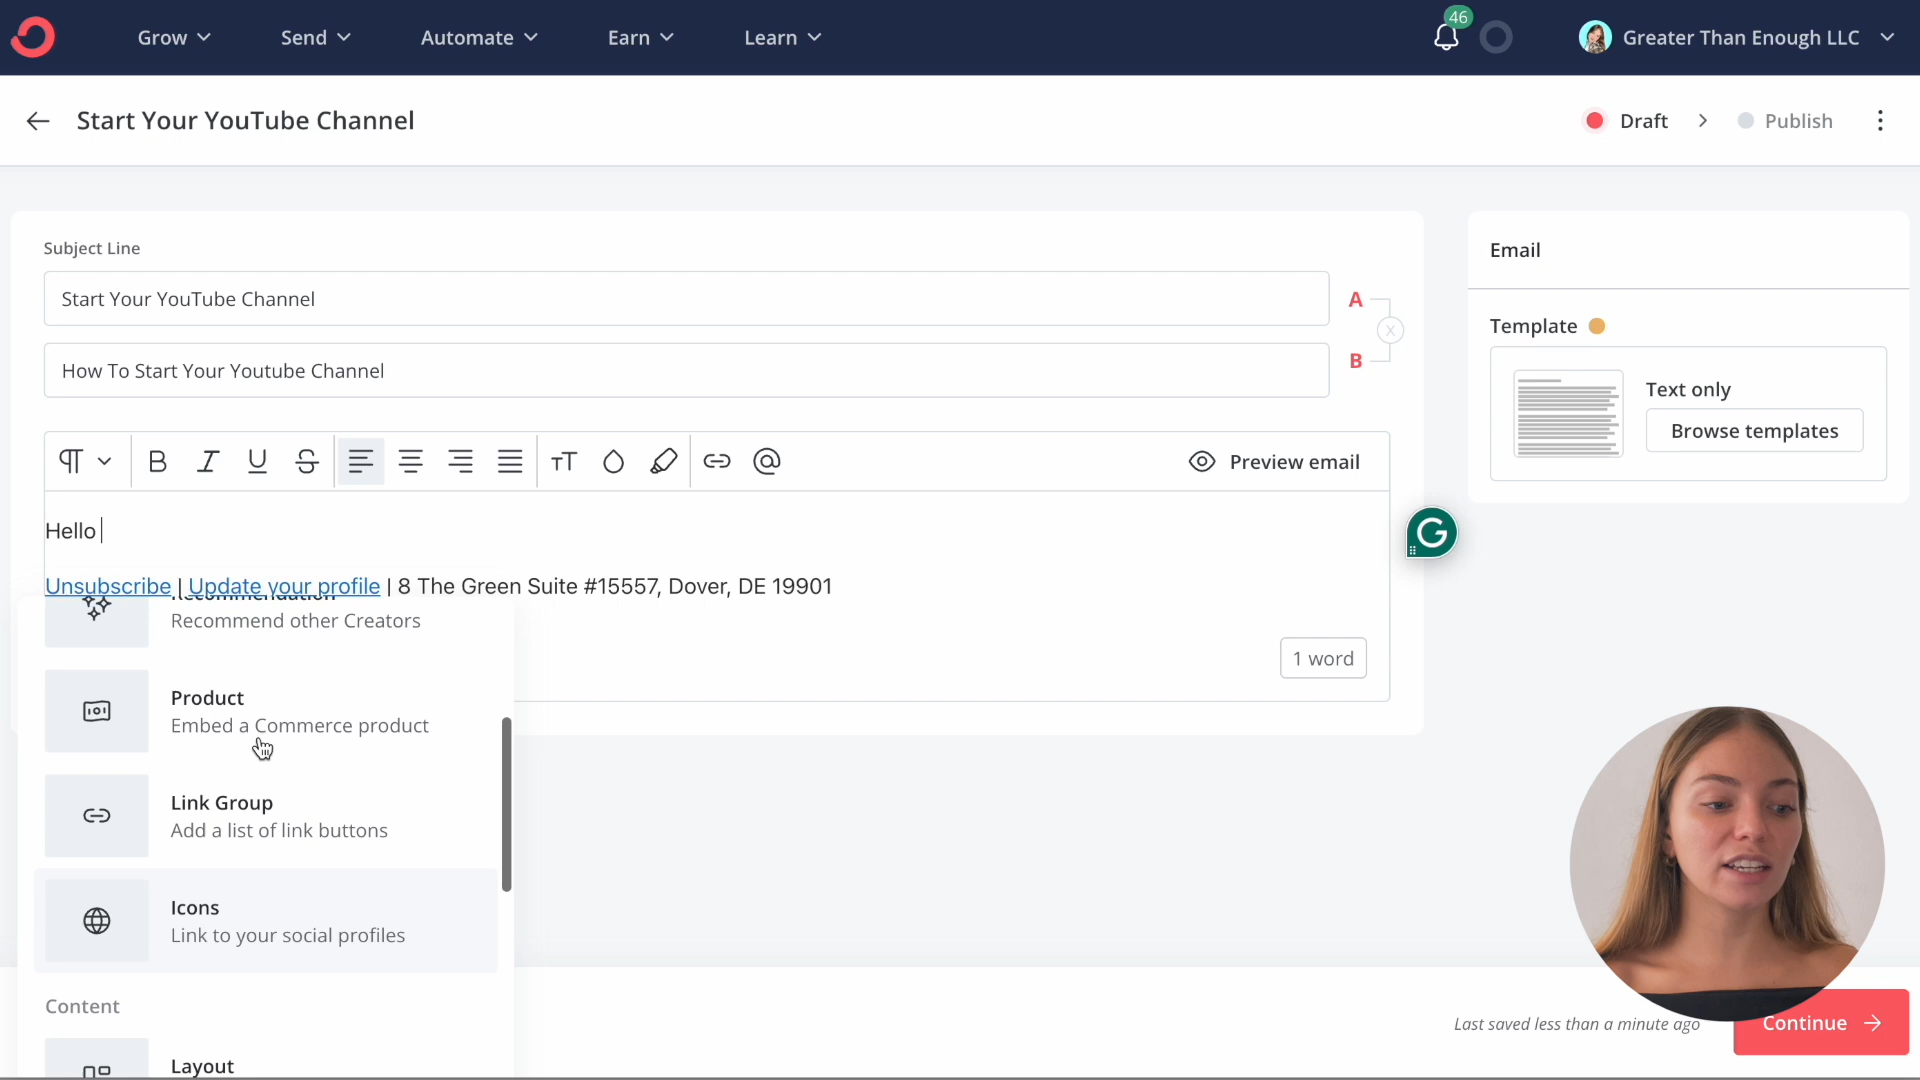 Grow
Send
Automate
Earn
Learn
46
Greater Than Enough LLC
Start Your YouTube Channel
Draft
Publish
Subject Line
Start Your YouTube Channel
A
X
How To Start Your Youtube Channel
B
Email
Template
Text only
Browse templates
B I U S
TT
Preview email
Hello
G
Unsubscribe | Update your profile | 8 The Green Suite #15557, Dover, DE 19901
Recommendation
Recommend other Creators
1 word
Product
Embed a Commerce product
Link Group
Add a list of link buttons
Icons
Link to your social profiles
Content
Layout
Last saved less than a minute ago
Continue